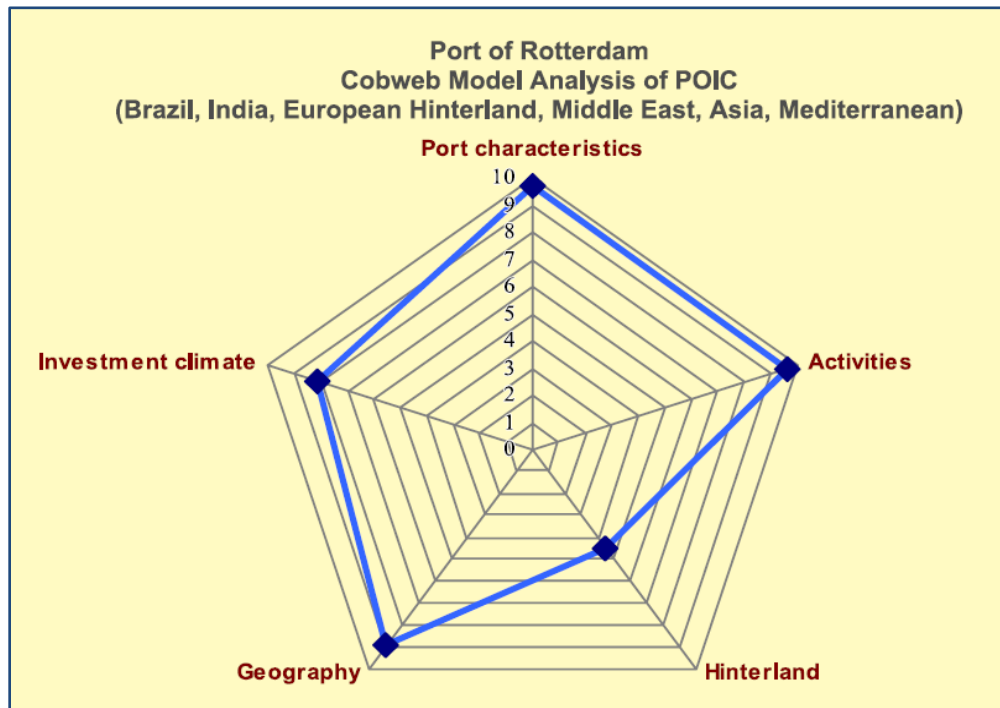 Port of Rotterdam
Cobweb Model Analysis of POIC
(Brazil, India, European Hinterland, Middle East, Asia, Mediterranean)
Port characteristics
10
9
8
7
6
5
4
3
2
1
0
Investment climate
Activities
Geography
Hinterland